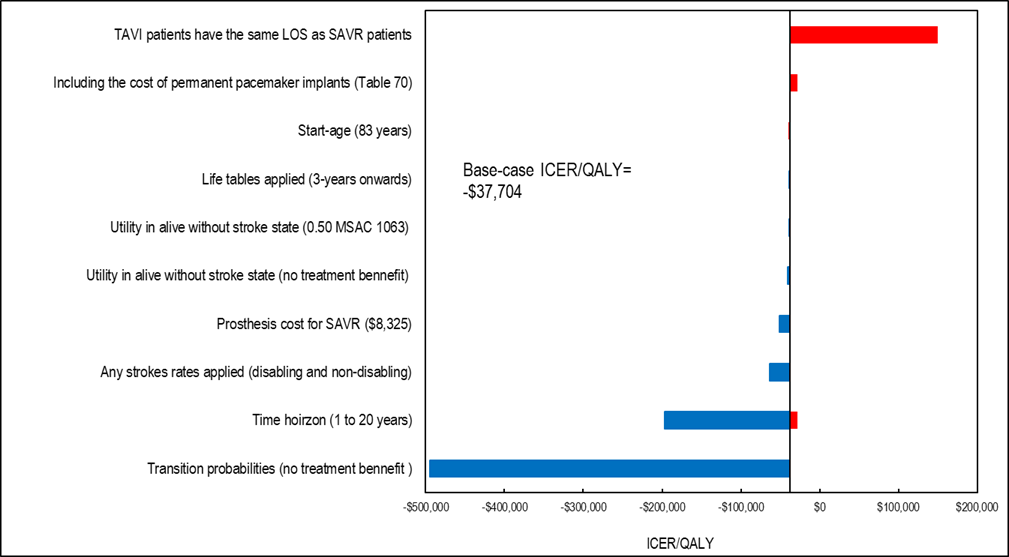 TAVI patients have the same LOS as SAVR patients
Including the cost of permanent pacemaker implants (Table 70)
Start-age (83 years)
Life tables applied (3-years onwards)
Utility in alive without stroke state (0.50 MSAC 1063)
Utility in alive without stroke state (no treatment bennefit)
Prosthesis cost for SAVR ($8,325)
Any strokes rates applied (disabling and non-disabling)
Time hoirzon (1 to 20 years)
Transition probabilities (no treatment bennefit )
Base-case ICER/QALY=
-$37,704
-$500,000 -$400,000 -$300,000 -$200,000 -$100,000 $0 $100,000 $200,000
ICER/QALY